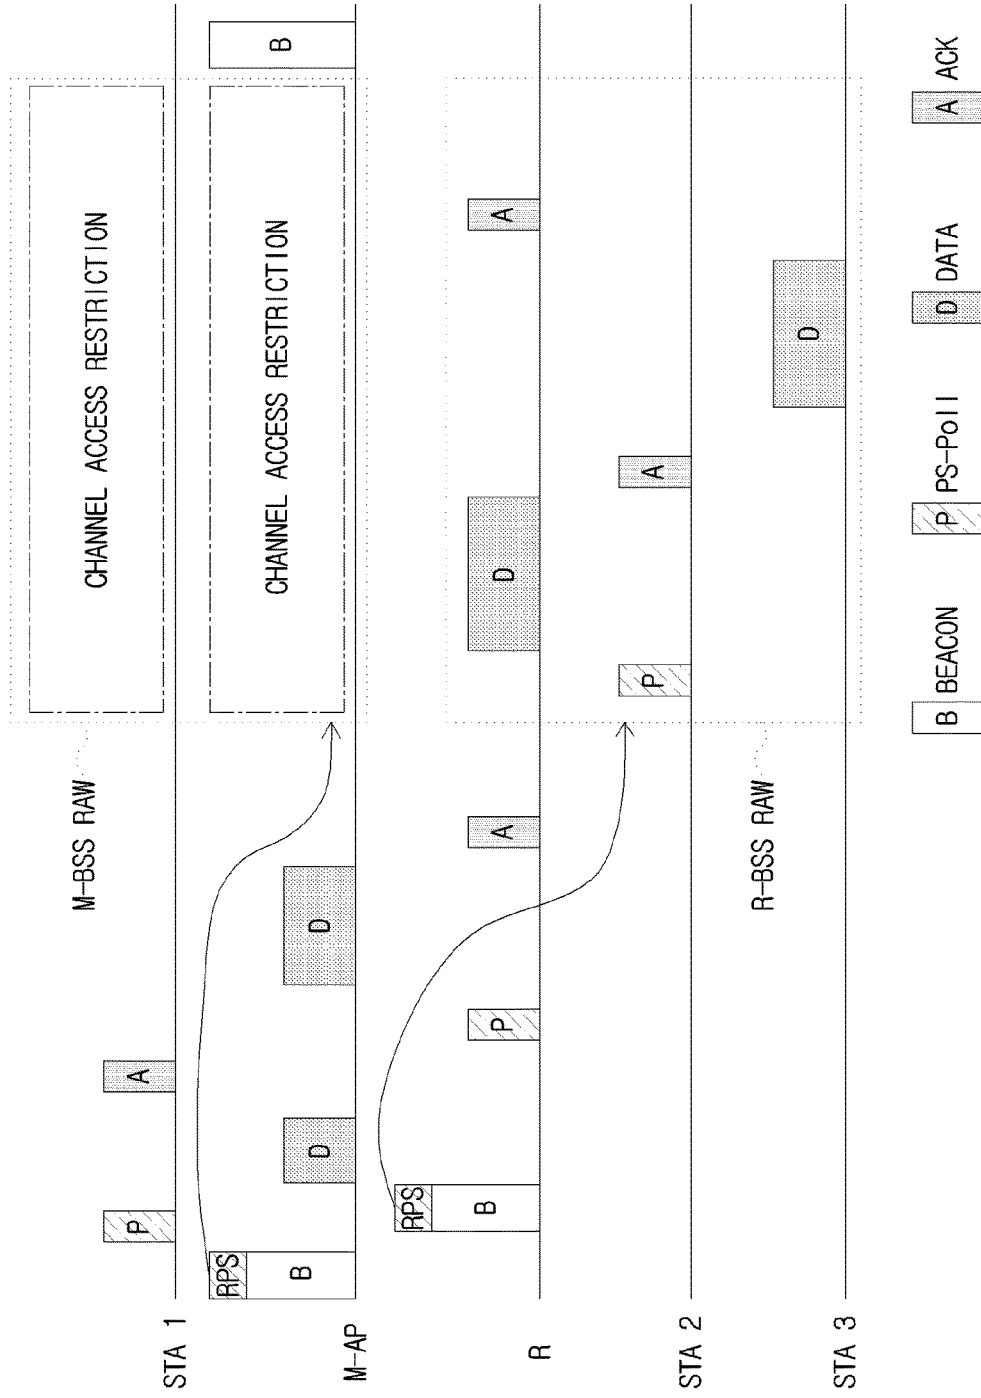 STA 1
P
A
M-BSS RAW
CHANNEL ACCESS RESTRICTION
M-AP
RPS
B
D
D
CHANNEL ACCESS RESTRICTION
B
R
RPS
B
P
A
D
A
STA 2
P
A
STA 3
R-BSS RAW
D
B BEACON
P PS-Poll
D DATA
A ACK